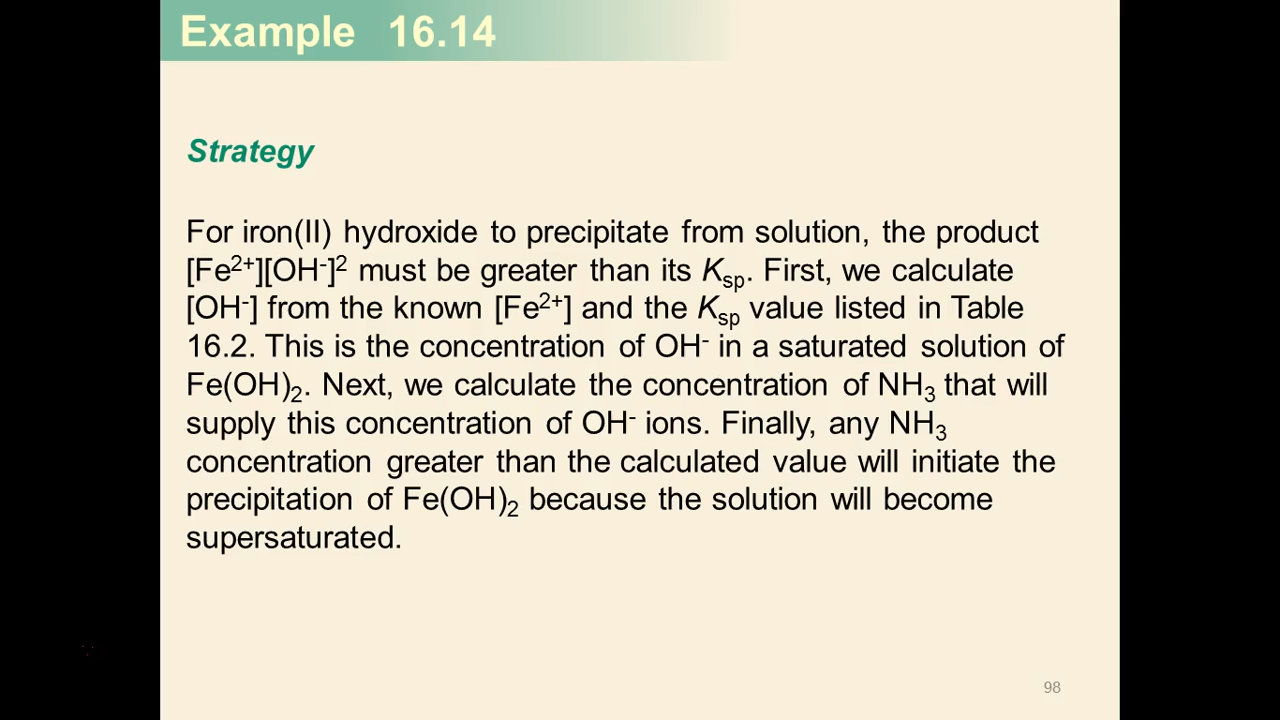 Example 16.14
Strategy
For iron(II) hydroxide to precipitate from solution, the product
[Fe²⁺][OH⁻]² must be greater than its Kₛₚ. First, we calculate
[OH⁻] from the known [Fe²⁺] and the Kₛₚ value listed in Table
16.2. This is the concentration of OH⁻ in a saturated solution of
Fe(OH)₂. Next, we calculate the concentration of NH₃ that will
supply this concentration of OH⁻ ions. Finally, any NH₃
concentration greater than the calculated value will initiate the
precipitation of Fe(OH)₂ because the solution will become
supersaturated.
98